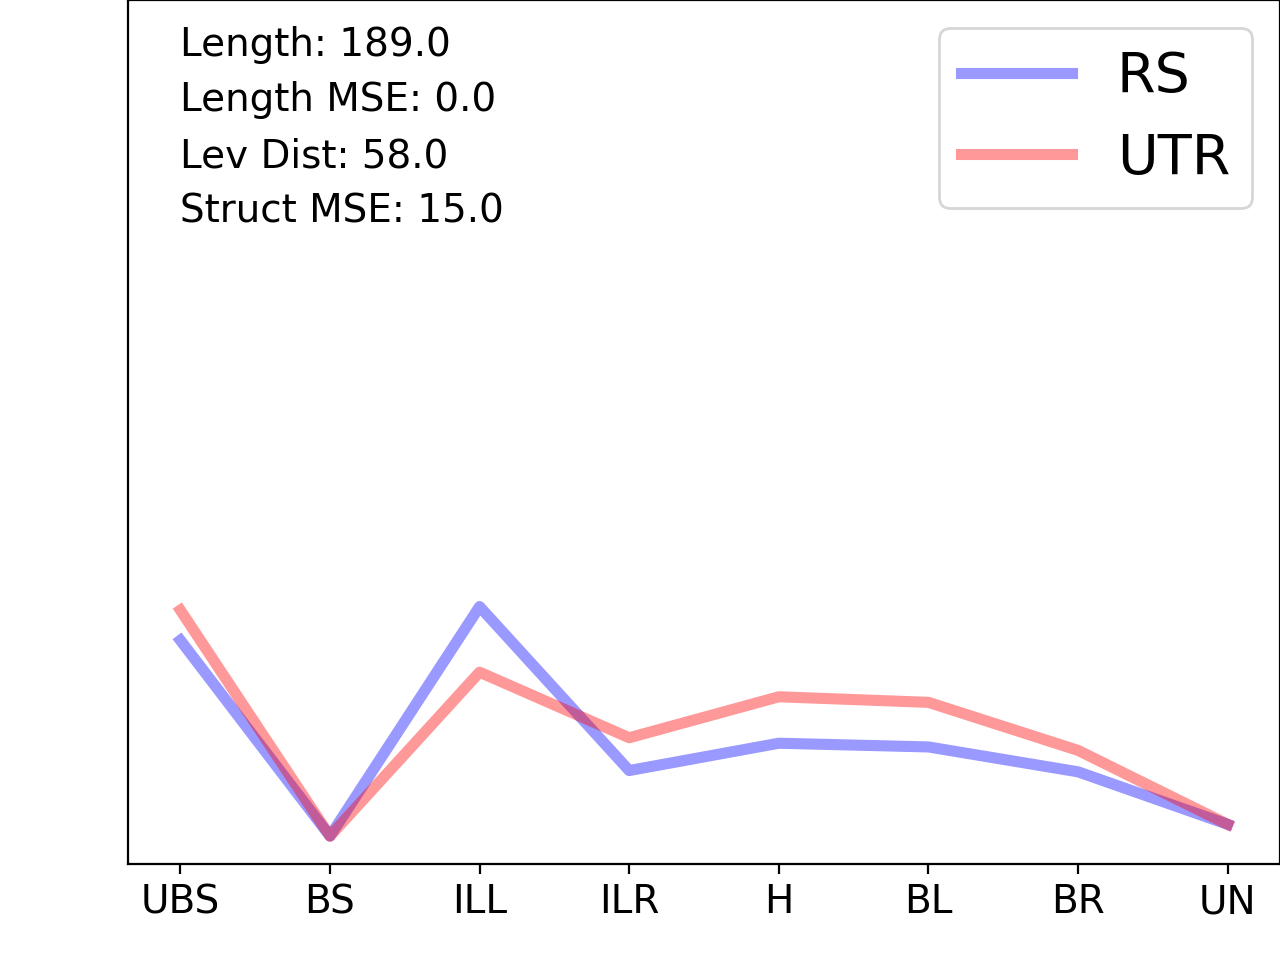 Length: 189.0
Length MSE: 0.0
Lev Dist: 58.0
Struct MSE: 15.0
RS
UTR
UBS BS ILL ILR H BL BR UN